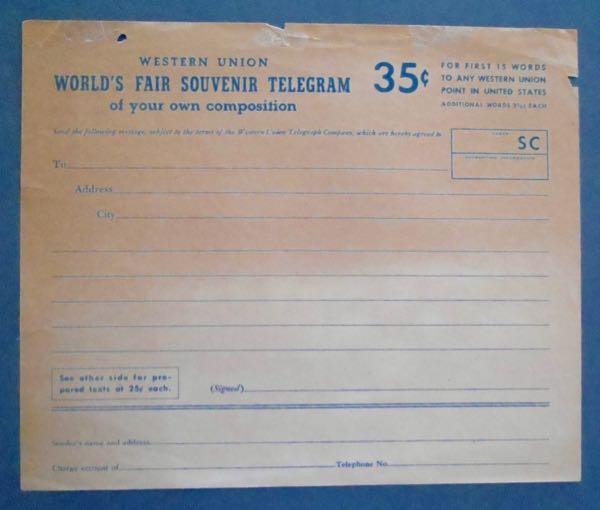 WESTERN UNION
WORLD'S FAIR SOUVENIR TELEGRAM
of your own composition
35¢
FOR FIRST 15 WORDS
TO ANY WESTERN UNION
POINT IN UNITED STATES
ADDITIONAL WORDS 2½¢ EACH
Send the following message, subject to the terms of the Western Union Telegraph Company, which are hereby agreed to
CHECK
SC
ACCOUNTING INFORMATION
To
Address
City
See other side for pre-
pared texts at 25¢ each.
(Signed)
Sender's name and address
Charge account of
Telephone No.